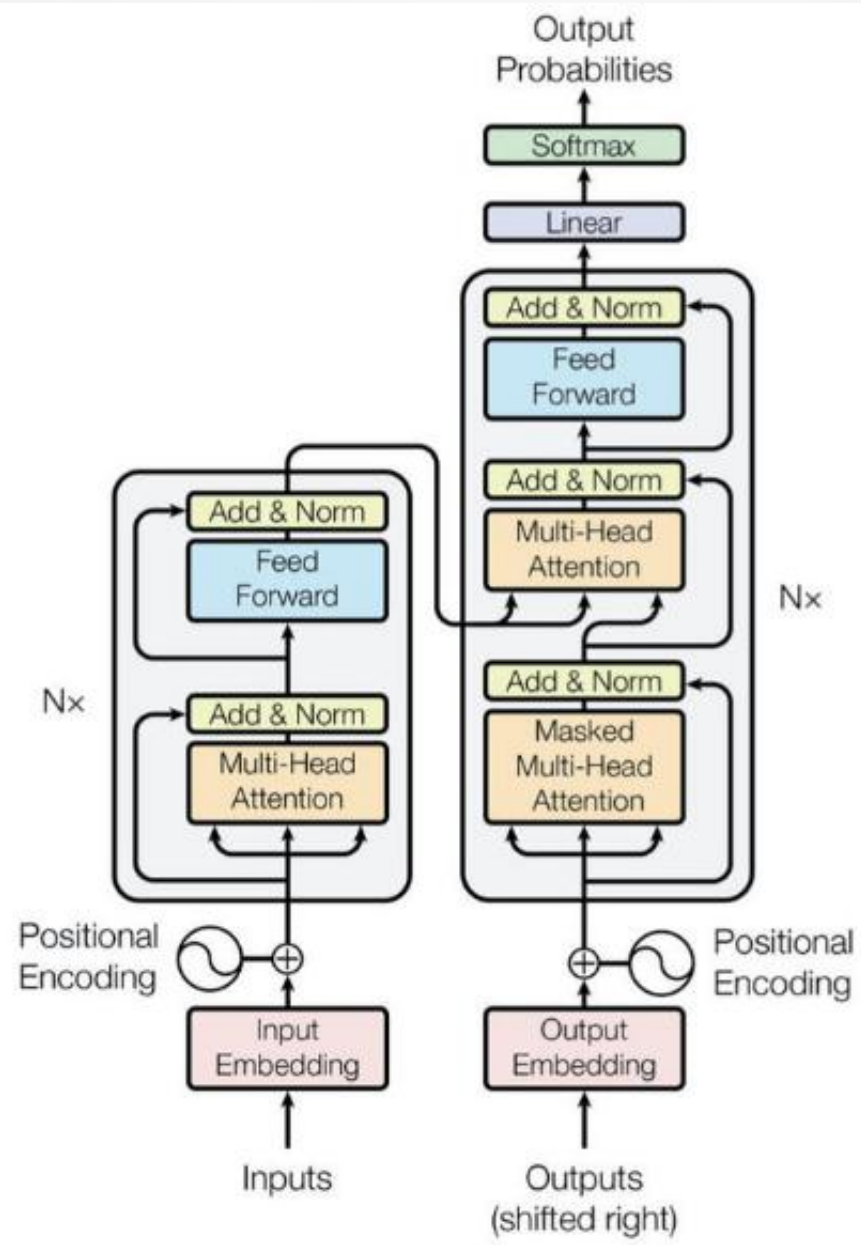 Output
Probabilities
Softmax
Linear
Add & Norm
Feed
Forward
Add & Norm
Multi-Head
Attention
Add & Norm
Masked
Multi-Head
Attention
N×
Add & Norm
Feed
Forward
Add & Norm
Multi-Head
Attention
N×
Positional
Encoding
Positional
Encoding
Input
Embedding
Output
Embedding
Inputs
Outputs
(shifted right)